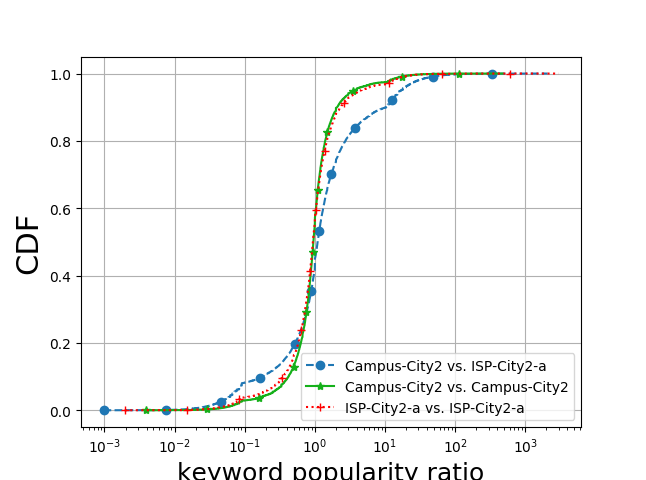 1.0
0.8
0.6
0.4
0.2
0.0
CDF
Campus-City2 vs. ISP-City2-a
Campus-City2 vs. Campus-City2
ISP-City2-a vs. ISP-City2-a
10⁻³ 10⁻² 10⁻¹ 10⁰ 10¹ 10² 10³
keyword popularity ratio